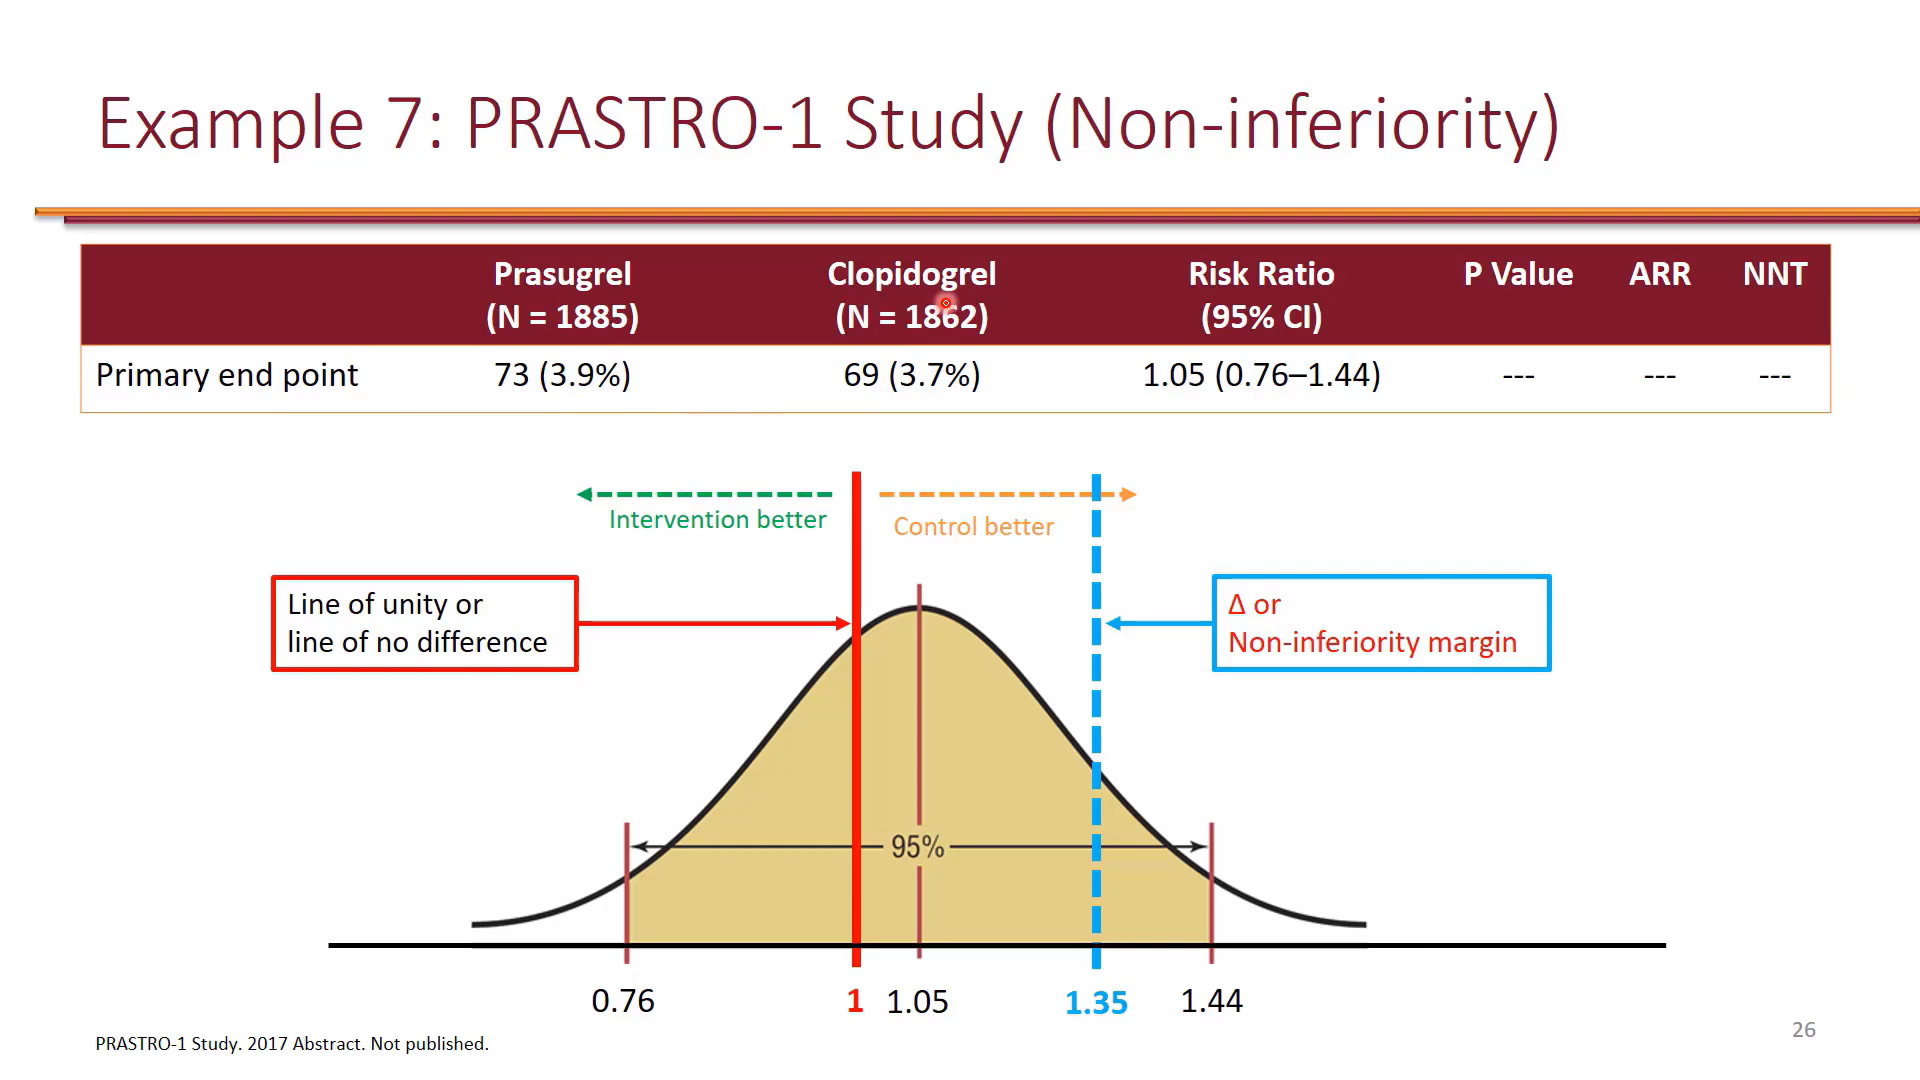 Example 7: PRASTRO-1 Study (Non-inferiority)
Prasugrel Clopidogrel Risk Ratio P Value ARR NNT
(N = 1885) (N = 1862) (95% CI)
Primary end point 73 (3.9%) 69 (3.7%) 1.05 (0.76–1.44) --- --- ---
Intervention better
Control better
Line of unity or
line of no difference
Δ or
Non-inferiority margin
95%
0.76 1 1.05 1.35 1.44
PRASTRO-1 Study. 2017 Abstract. Not published.
26